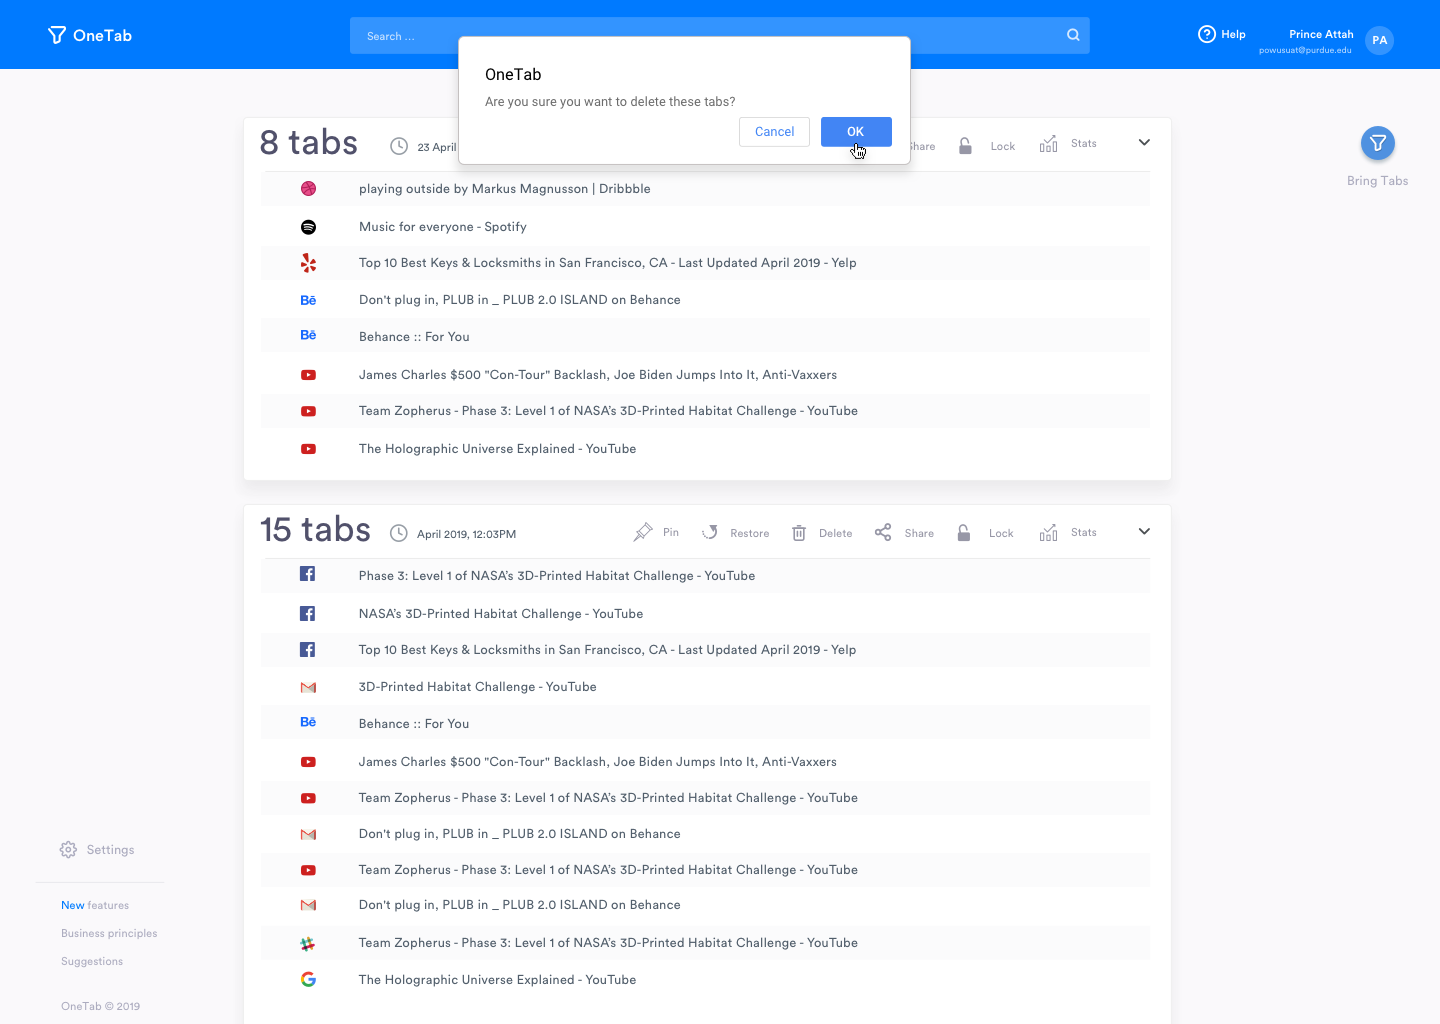 OneTab
Search ...
Help
Prince Attah
powusuat@purdue.edu
PA
OneTab
Are you sure you want to delete these tabs?
Cancel
OK
8 tabs
23 April
Share
Lock
Stats
Bring Tabs
playing outside by Markus Magnusson | Dribbble
Music for everyone - Spotify
Top 10 Best Keys & Locksmiths in San Francisco, CA - Last Updated April 2019 - Yelp
Bē Don't plug in, PLUB in _ PLUB 2.0 ISLAND on Behance
Bē Behance :: For You
James Charles $500 "Con-Tour" Backlash, Joe Biden Jumps Into It, Anti-Vaxxers
Team Zopherus - Phase 3: Level 1 of NASA's 3D-Printed Habitat Challenge - YouTube
The Holographic Universe Explained - YouTube
15 tabs
April 2019, 12:03PM
Pin
Restore
Delete
Share
Lock
Stats
Phase 3: Level 1 of NASA's 3D-Printed Habitat Challenge - YouTube
NASA's 3D-Printed Habitat Challenge - YouTube
Top 10 Best Keys & Locksmiths in San Francisco, CA - Last Updated April 2019 - Yelp
3D-Printed Habitat Challenge - YouTube
Bē Behance :: For You
James Charles $500 "Con-Tour" Backlash, Joe Biden Jumps Into It, Anti-Vaxxers
Team Zopherus - Phase 3: Level 1 of NASA's 3D-Printed Habitat Challenge - YouTube
Don't plug in, PLUB in _ PLUB 2.0 ISLAND on Behance
Team Zopherus - Phase 3: Level 1 of NASA's 3D-Printed Habitat Challenge - YouTube
Don't plug in, PLUB in _ PLUB 2.0 ISLAND on Behance
Team Zopherus - Phase 3: Level 1 of NASA's 3D-Printed Habitat Challenge - YouTube
The Holographic Universe Explained - YouTube
Settings
New features
Business principles
Suggestions
OneTab © 2019